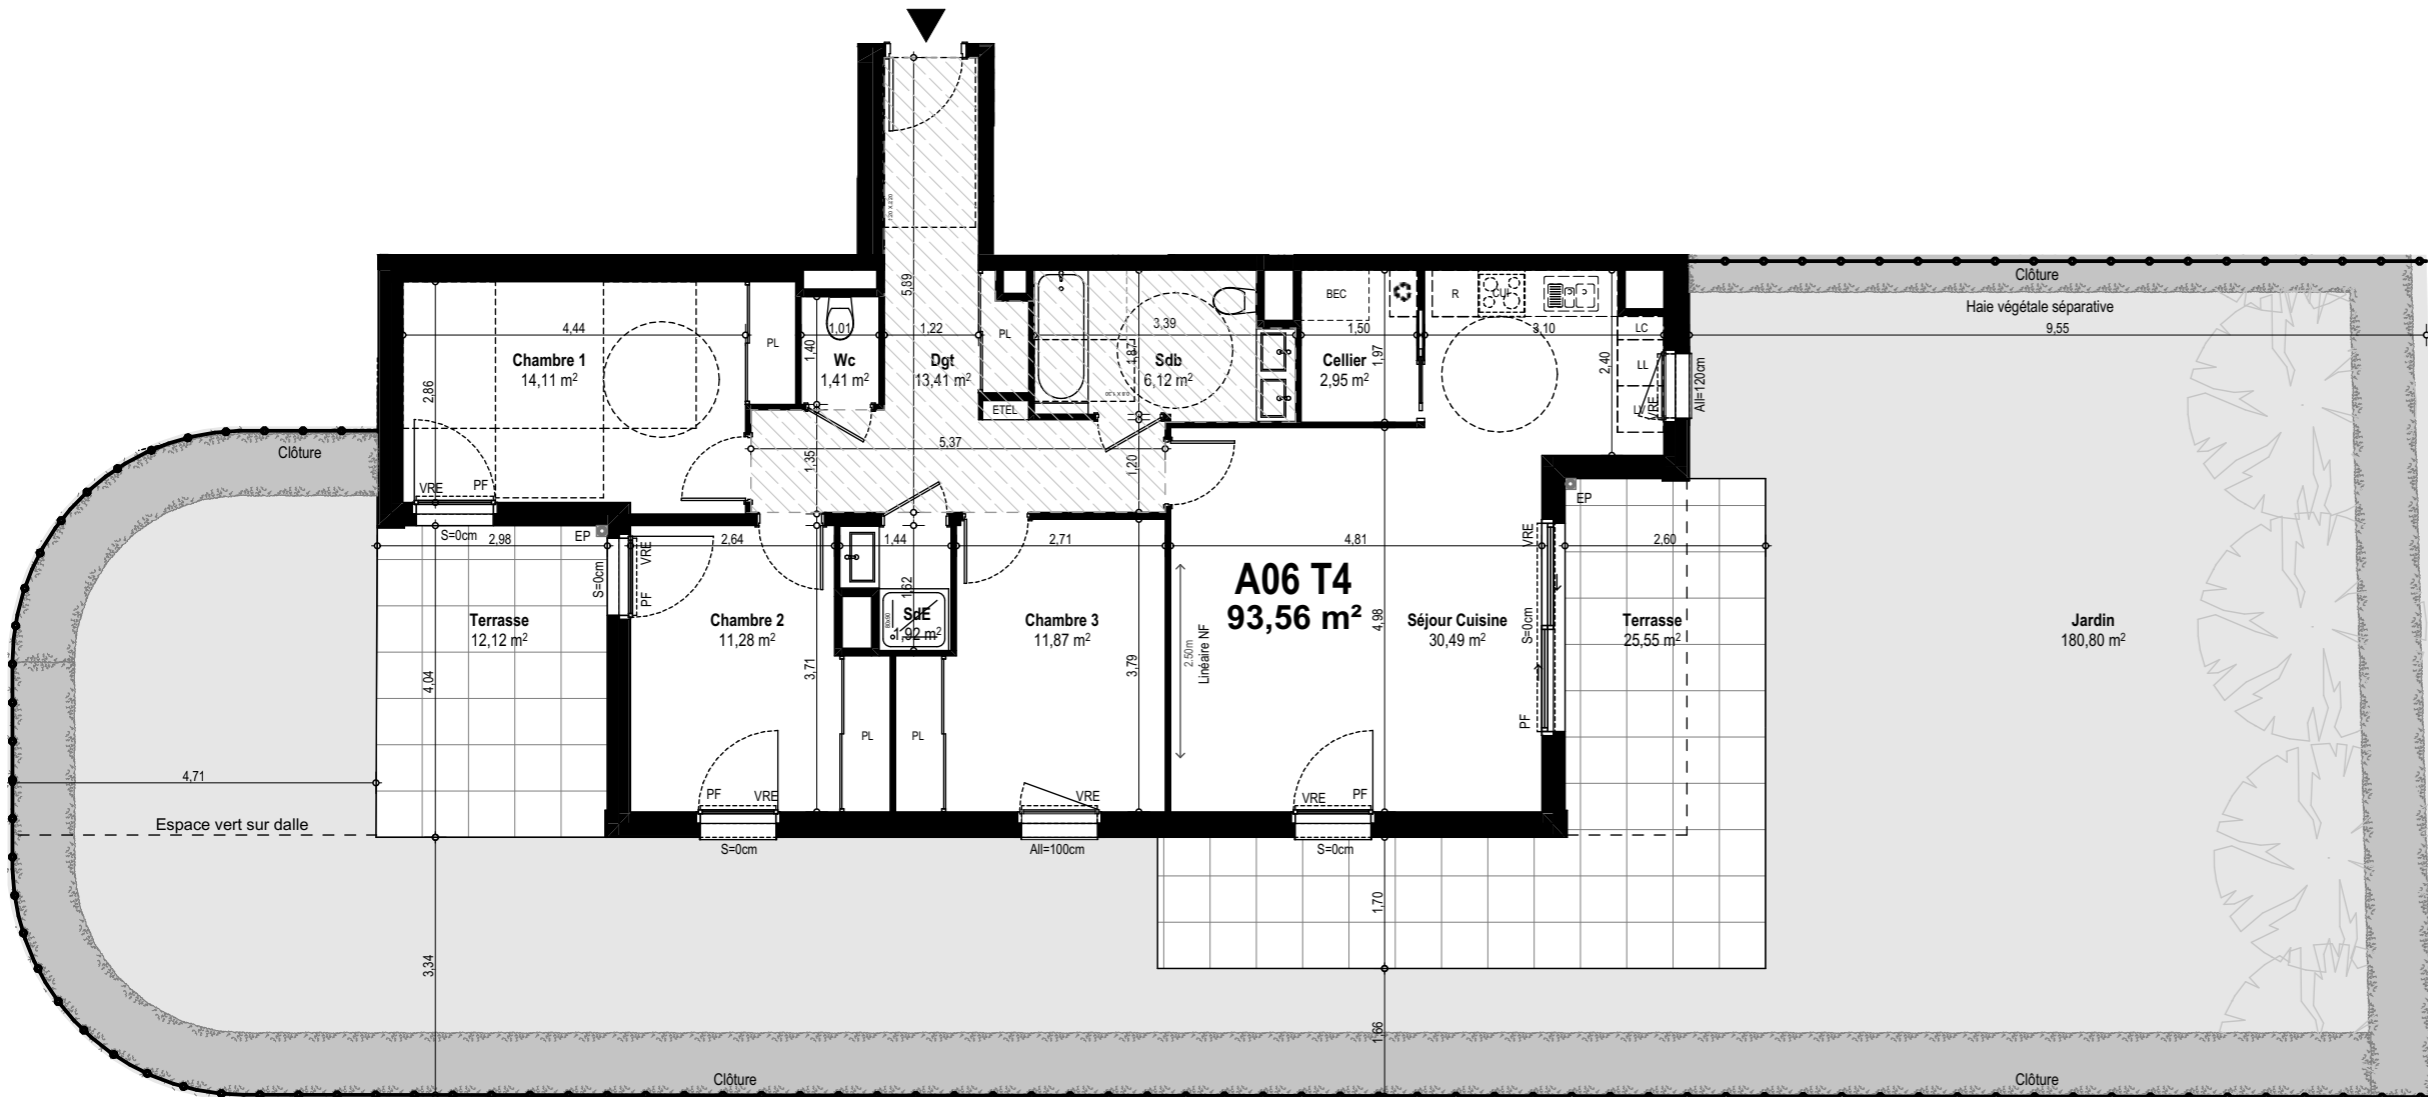 120 X 220
Clôture
Haie végétale séparative
9,55
5,89
4,44
1,01
1,22
3,39
1,50
3,10
PL
PL
BEC
R
CUI
LC
LL
LV
VRE
All=120cm
Chambre 1
14,11 m²
2,86
1,40
Wc
1,41 m²
Dgt
13,41 m²
1,87
Sdb
6,12 m²
Cellier
2,95 m²
1,97
2,40
ETEL
Clôture
5,37
1,35
1,20
VRE
PF
S=0cm
EP
EP
2,98
2,64
1,44
2,71
4,81
2,60
S=0cm
VRE
PF
1,62
VRE
A06 T4
93,56 m²
Terrasse
12,12 m²
Chambre 2
11,28 m²
80x80
SdE
1,92 m²
Chambre 3
11,87 m²
2.50m
Linéaire NF
4,98
Séjour Cuisine
30,49 m²
S=0cm
Terrasse
25,55 m²
Jardin
180,80 m²
4,04
3,71
3,79
PL
PL
PF
4,71
PF
VRE
VRE
VRE
PF
Espace vert sur dalle
S=0cm
All=100cm
S=0cm
1,70
3,34
1,66
Clôture
Clôture